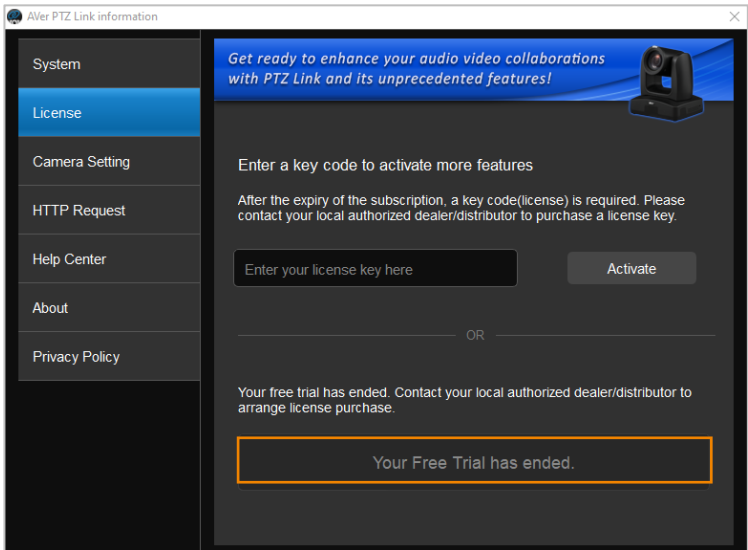 AVer PTZ Link information
System
License
Camera Setting
HTTP Request
Help Center
About
Privacy Policy
Get ready to enhance your audio video collaborations
with PTZ Link and its unprecedented features!
Enter a key code to activate more features
After the expiry of the subscription, a key code(license) is required. Please
contact your local authorized dealer/distributor to purchase a license key.
Enter your license key here
Activate
OR
Your free trial has ended. Contact your local authorized dealer/distributor to
arrange license purchase.
Your Free Trial has ended.